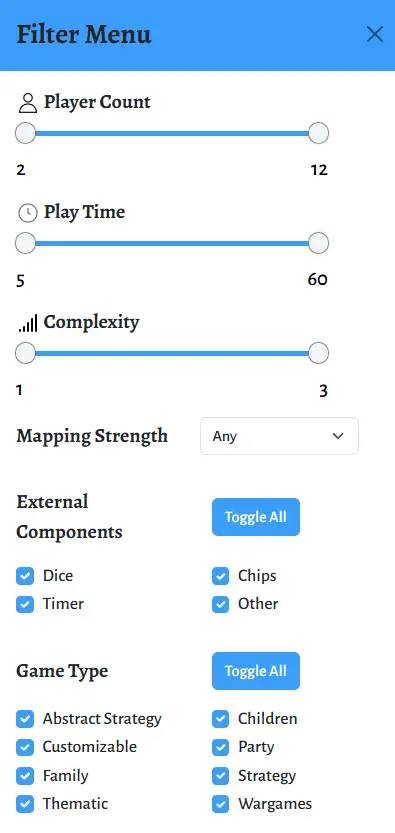 Filter Menu
Player Count
2 12
Play Time
5 60
Complexity
1 3
Mapping Strength Any
External
Components
Toggle All
Dice Chips
Timer Other
Game Type Toggle All
Abstract Strategy Children
Customizable Party
Family Strategy
Thematic Wargames